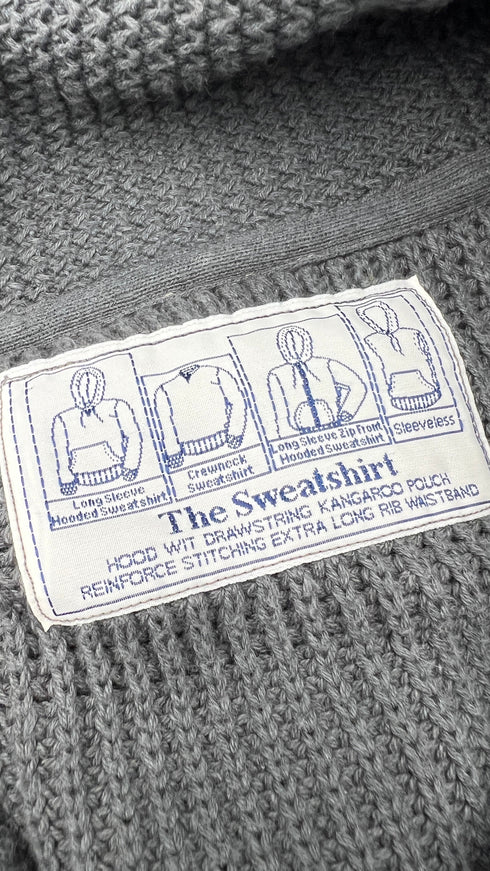 Long Sleeve
Hooded Sweatshirt
Crewneck
Sweatshirt
Long Sleeve Zip Front
Hooded Sweatshirt
Sleeveless
The Sweatshirt
HOOD WIT DRAWSTRING KANGAROO POUCH
REINFORCE STITCHING EXTRA LONG RIB WAISTBAND